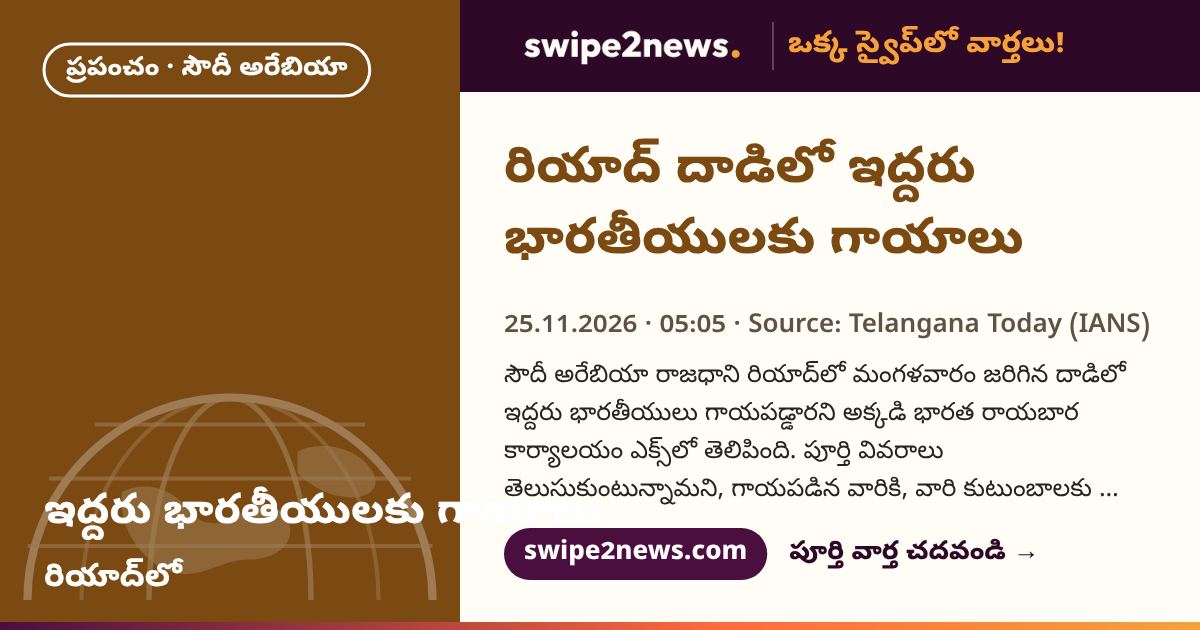 ప్రపంచం · సౌదీ అరేబియా
swipe2news.
ఒక్క స్వైప్‌లో వార్తలు!
రియాద్ దాడిలో ఇద్దరు
భారతీయులకు గాయాలు
25.11.2026 · 05:05 · Source: Telangana Today (IANS)
సౌదీ అరేబియా రాజధాని రియాద్‌లో మంగళవారం జరిగిన దాడిలో
ఇద్దరు భారతీయులు గాయపడ్డారని అక్కడి భారత రాయబార
కార్యాలయం ఎక్స్‌లో తెలిపింది. పూర్తి వివరాలు
తెలుసుకుంటున్నామని, గాయపడిన వారికి, వారి కుటుంబాలకు ...
ఇద్దరు భారతీయులకు
రియాద్‌లో
swipe2news.com
పూర్తి వార్త చదవండి →